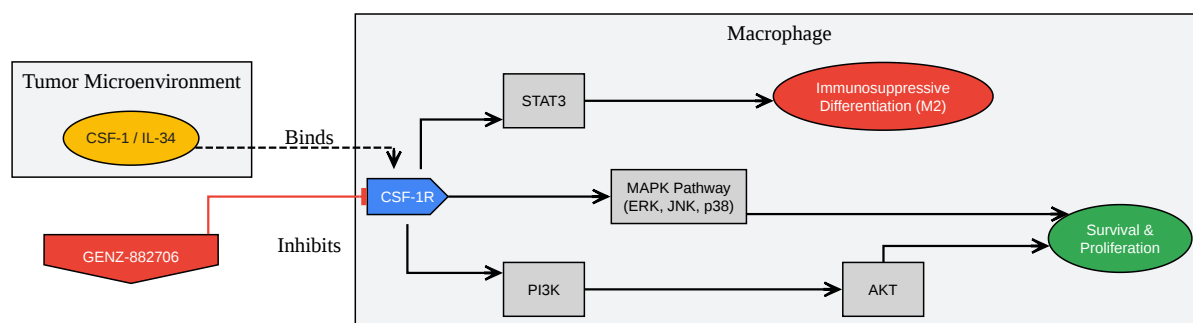 Macrophage
Tumor Microenvironment
CSF-1 / IL-34
Binds
STAT3
Immunosuppressive
Differentiation (M2)
CSF-1R
MAPK Pathway
(ERK, JNK, p38)
GENZ-882706
Inhibits
Survival &
Proliferation
PI3K
AKT